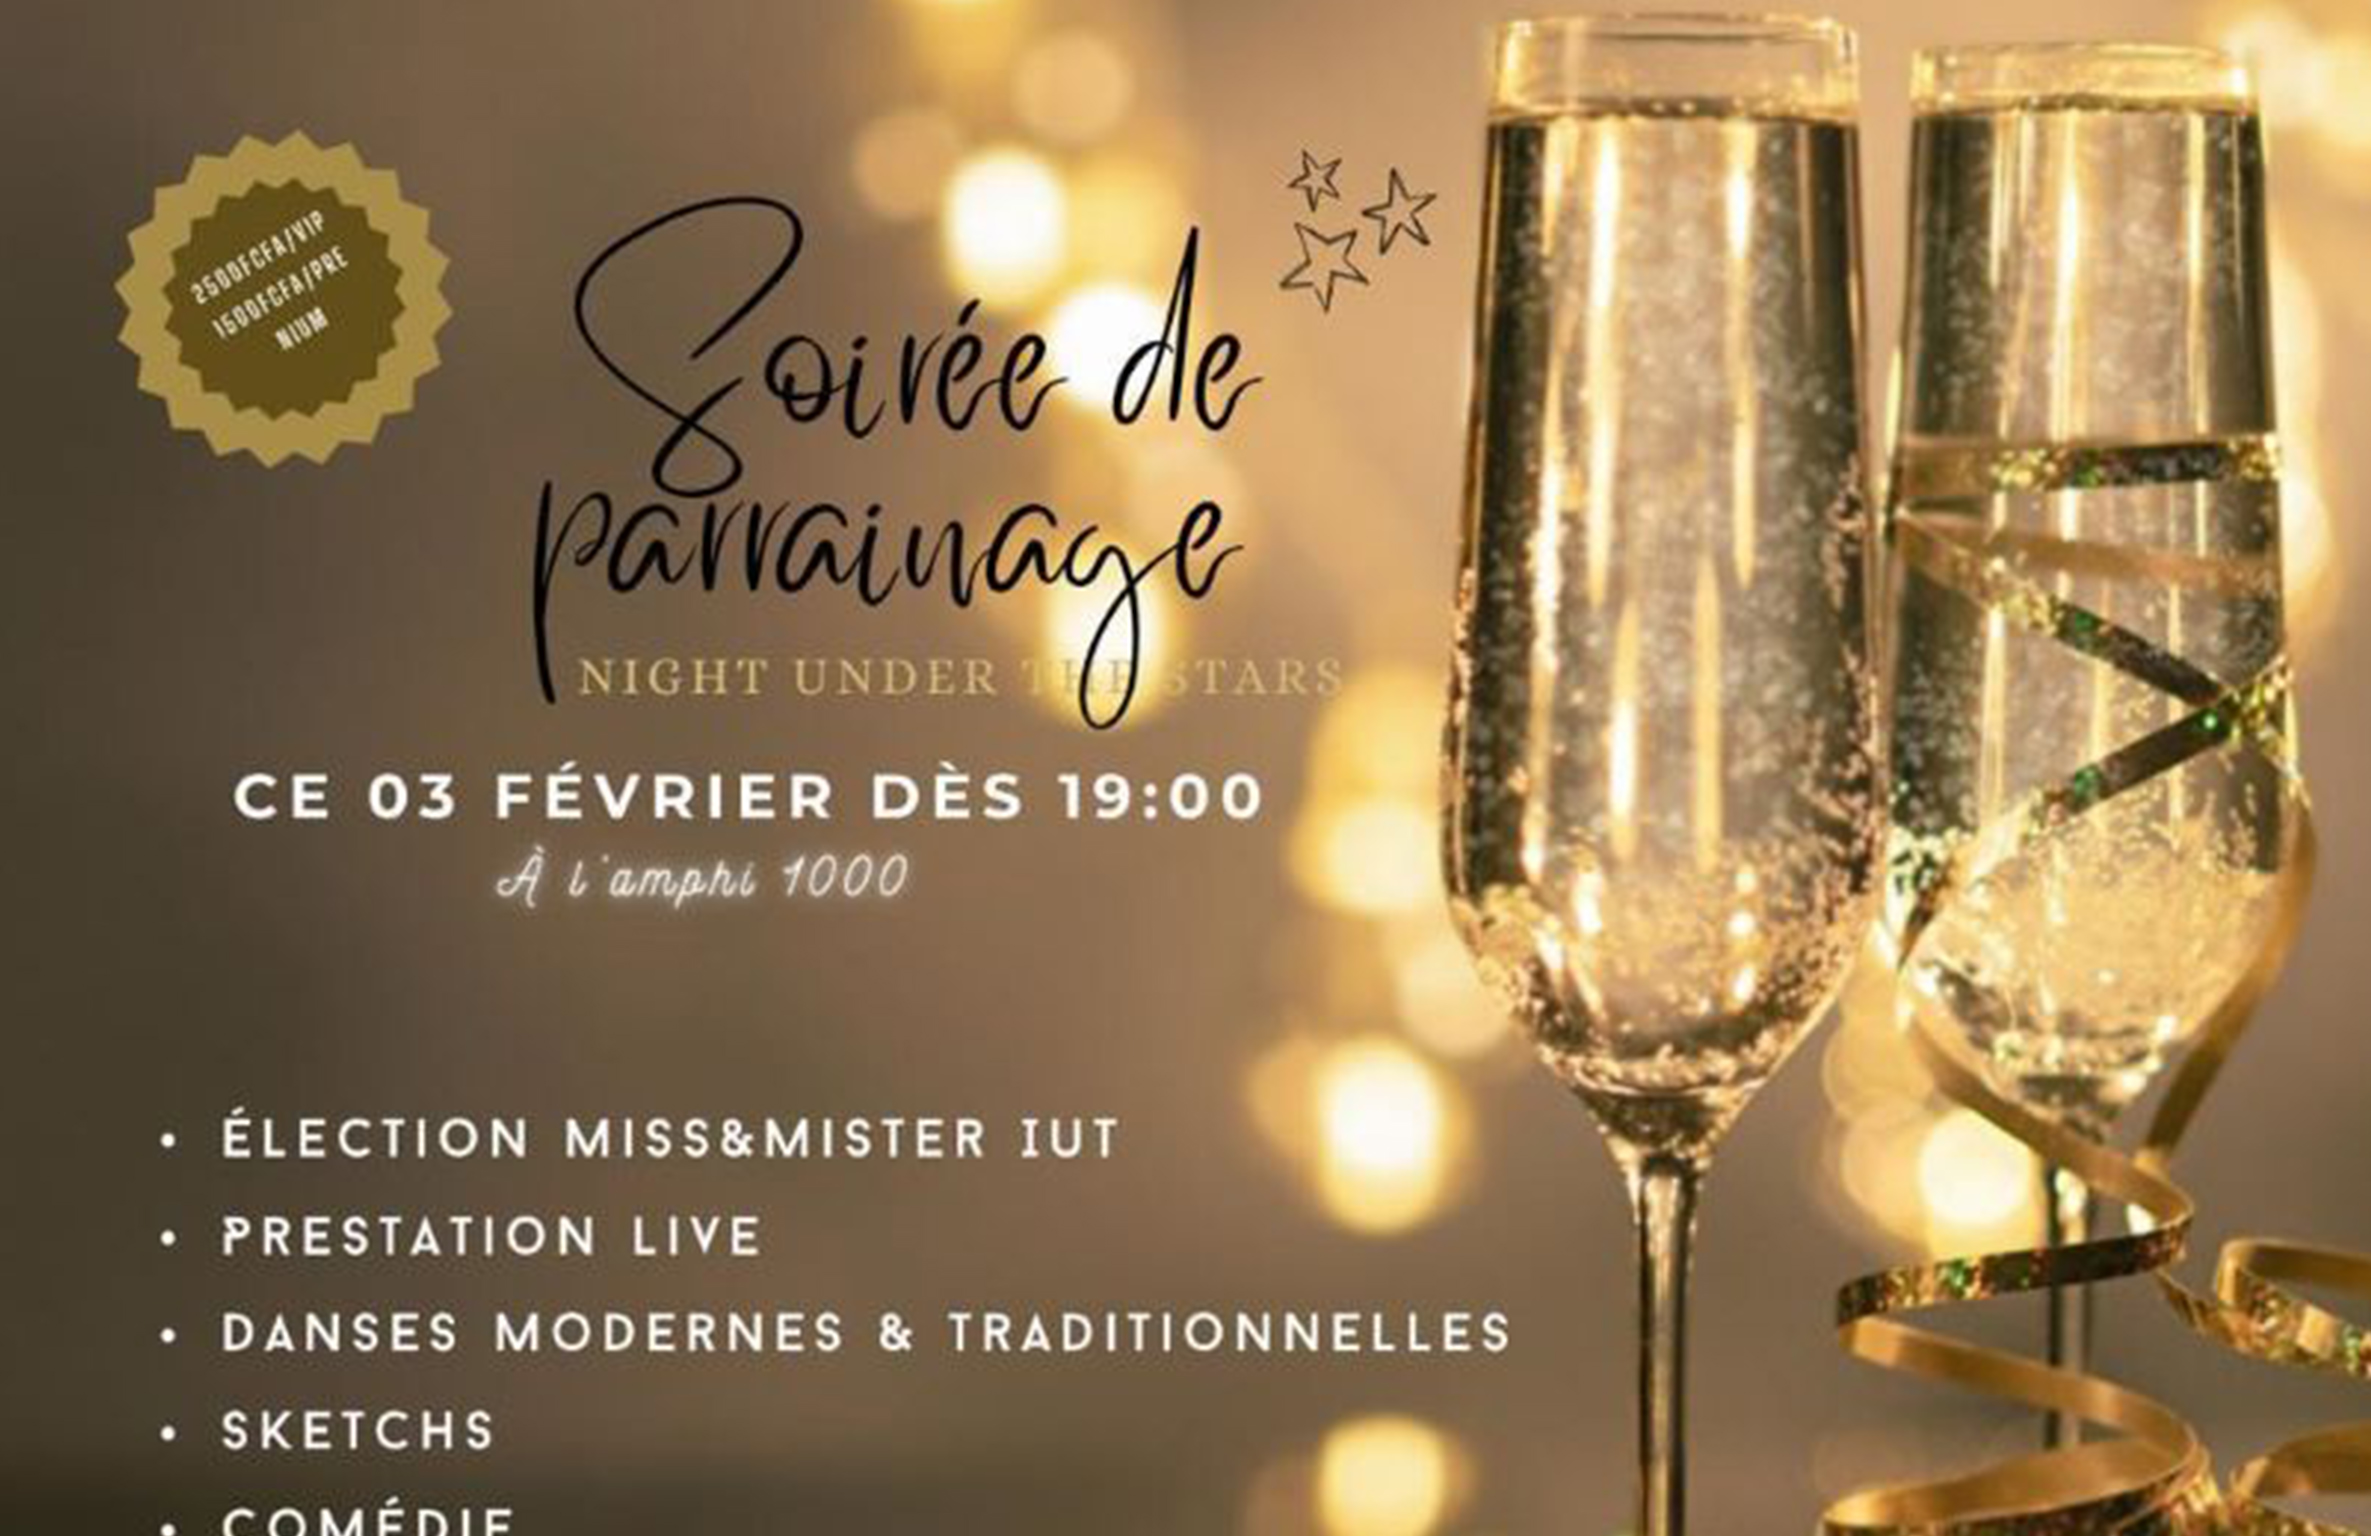 2500FCFA/VIP
1500FCFA/PRE
NIUM
Soirée de
parrainage
NIGHT UNDER THE STARS
CE 03 FÉVRIER DÈS 19:00
À l'amphi 1000
• ÉLECTION MISS&MISTER IUT
• PRESTATION LIVE
• DANSES MODERNES & TRADITIONNELLES
• SKETCHS
• COMÉDIE